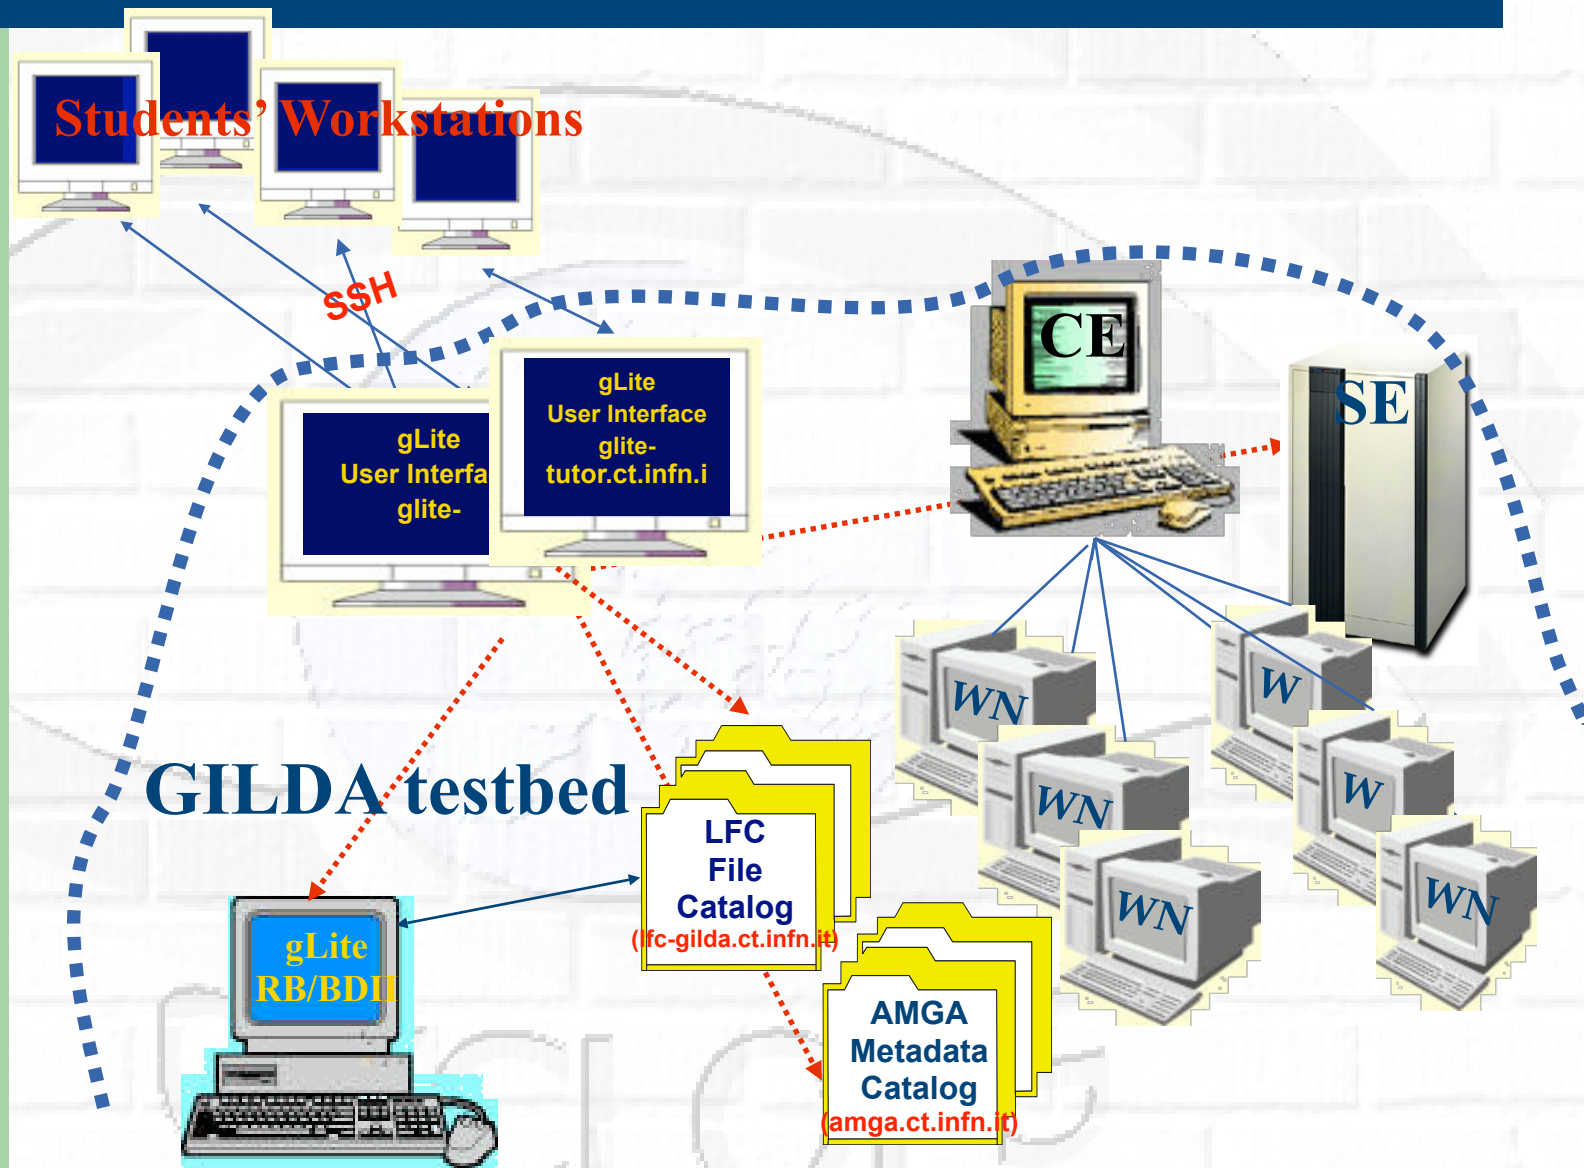 Students’ Workstations
SSH
gLite
User Interface
glite-
tutor.ct.infn.i
gLite
User Interfa
glite-
CE
SE
WN
W
WN
W
WN
WN
GILDA testbed
LFC
File
Catalog
(lfc-gilda.ct.infn.it)
gLite
RB/BDII
AMGA
Metadata
Catalog
(amga.ct.infn.it)